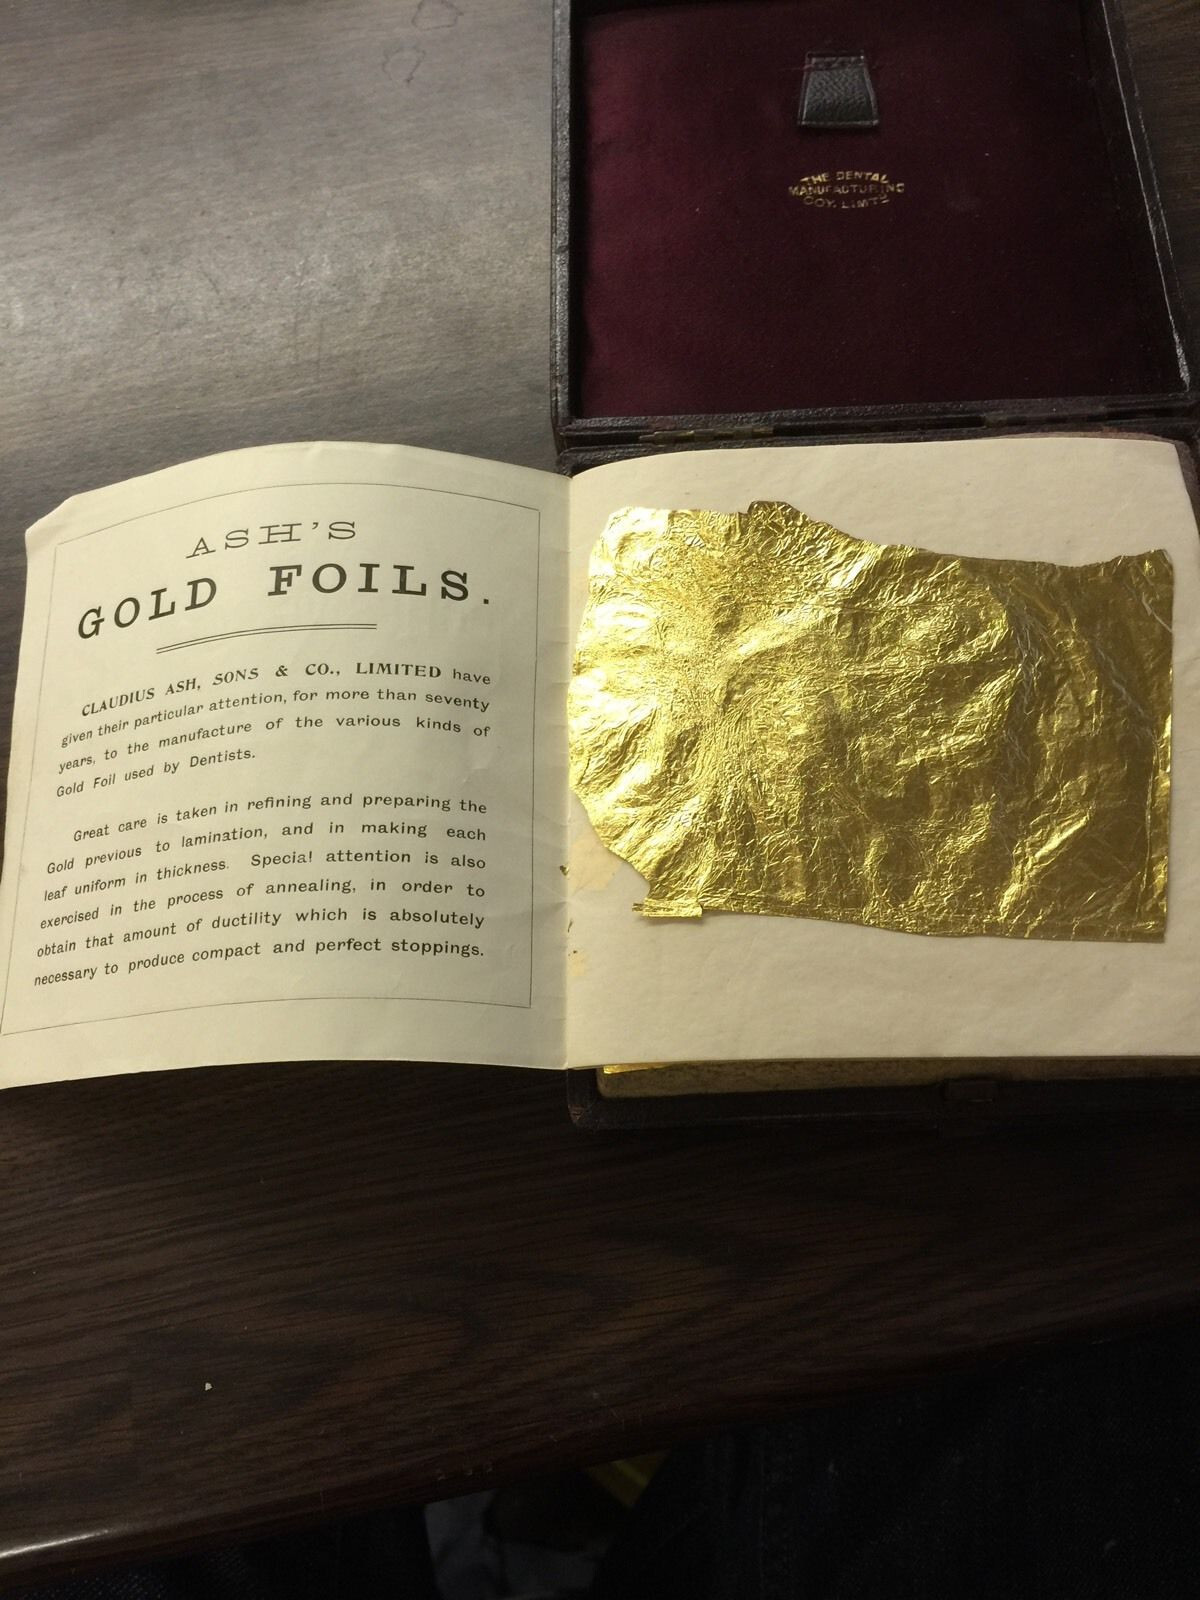 THE DENTAL
MANUFACTURING
COY. LIMTD
ASH'S
GOLD FOILS.
CLAUDIUS ASH, SONS & CO., LIMITED have
given their particular attention, for more than seventy
years, to the manufacture of the various kinds of
Gold Foil used by Dentists.
Great care is taken in refining and preparing the
Gold previous to lamination, and in making each
leaf uniform in thickness. Special attention is also
exercised in the process of annealing, in order to
obtain that amount of ductility which is absolutely
necessary to produce compact and perfect stoppings.